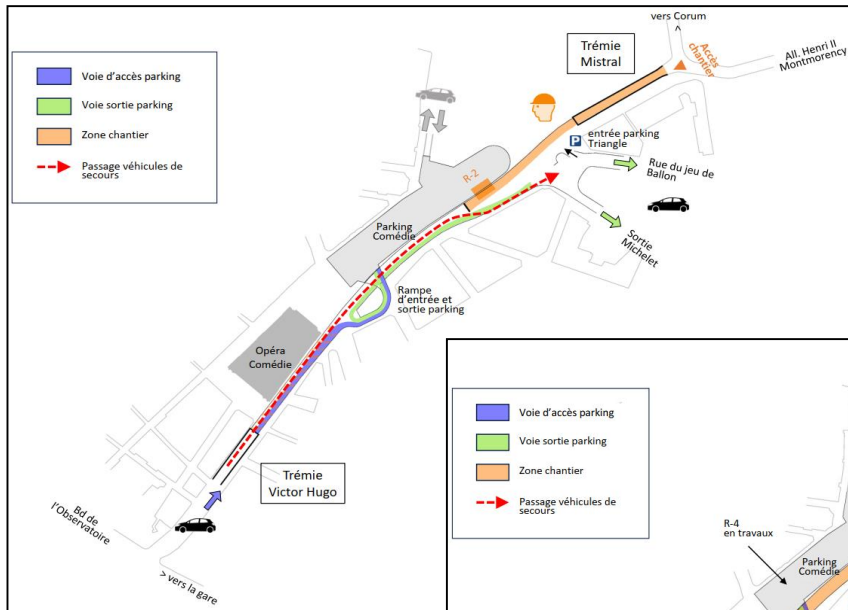 vers Corum
>
Trémie
Mistral
Accès
chantier
All. Henri II
Montmorency
Voie d'accès parking
Voie sortie parking
Zone chantier
Passage véhicules de
secours
P
entrée parking
Triangle
R-2
Rue du jeu de
Ballon
Parking
Comédie
Sortie
Michelet
Rampe
d'entrée et
sortie parking
Opéra
Comédie
Trémie
Victor Hugo
Bd de
l'Observatoire
> vers la gare
Voie d'accès parking
Voie sortie parking
Zone chantier
Passage véhicules de
secours
R-4
en travaux
Parking
Comédie